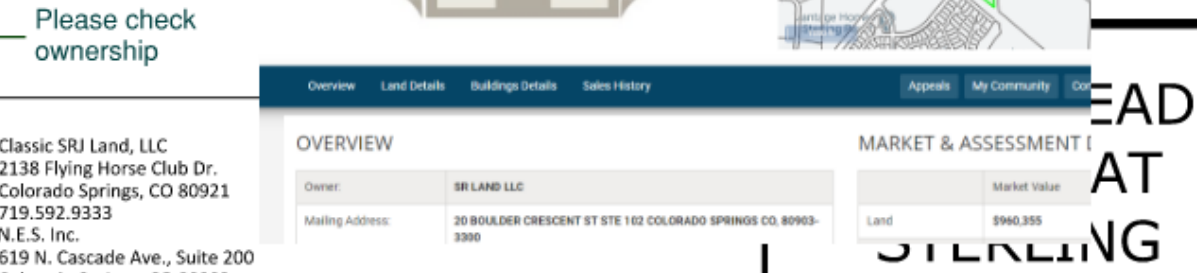 Please check
ownership
Overview Land Details Buildings Details Sales History Appeals My Community
OVERVIEW
Owner: SR LAND LLC
Mailing Address: 20 BOULDER CRESCENT ST STE 102 COLORADO SPRINGS CO, 80903-
3300
MARKET & ASSESSMENT
Market Value
Land $960,355
Classic SRJ Land, LLC
2138 Flying Horse Club Dr.
Colorado Springs, CO 80921
719.592.9333
N.E.S. Inc.
619 N. Cascade Ave., Suite 200
EAD
AT
STERLING